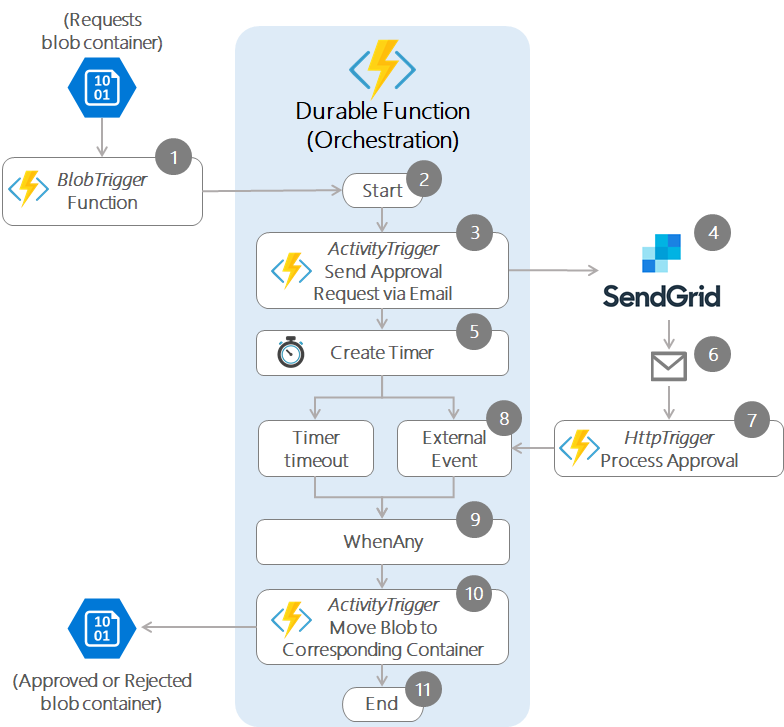 (Requests
blob container)
10
01
1
BlobTrigger
Function
Durable Function
(Orchestration)
2
Start
3
ActivityTrigger
Send Approval
Request via Email
4
SendGrid
5
Create Timer
6
Timer
timeout
8
External
Event
7
HttpTrigger
Process Approval
9
WhenAny
10
ActivityTrigger
Move Blob to
Corresponding Container
10
01
(Approved or Rejected
blob container)
11
End